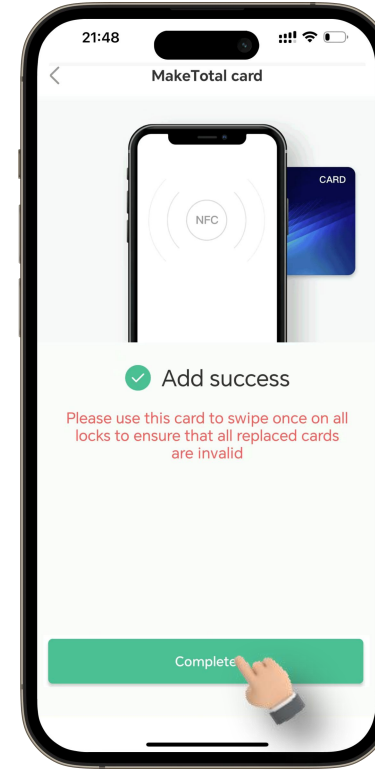 21:48
MakeTotal card
CARD
NFC
Add success
Please use this card to swipe once on all
locks to ensure that all replaced cards
are invalid
Complete